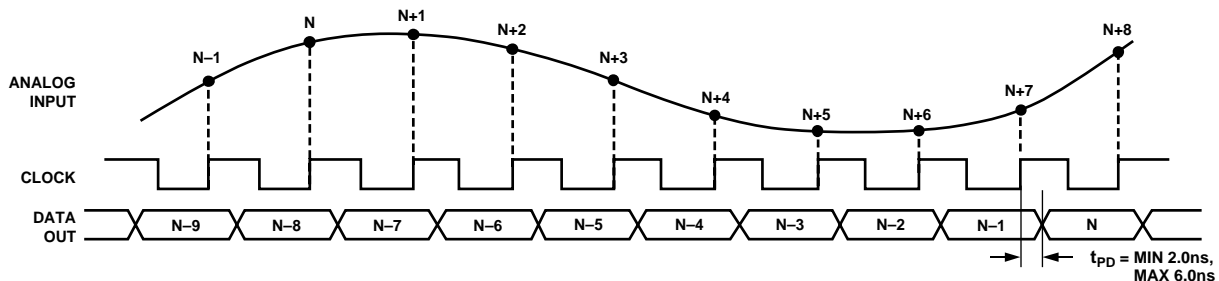 N–1
N
N+1
N+2
N+3
N+4
N+5
N+6
N+7
N+8
ANALOG
INPUT
CLOCK
DATA
OUT
N–9
N–8
N–7
N–6
N–5
N–4
N–3
N–2
N–1
N
tPD = MIN 2.0ns,
MAX 6.0ns